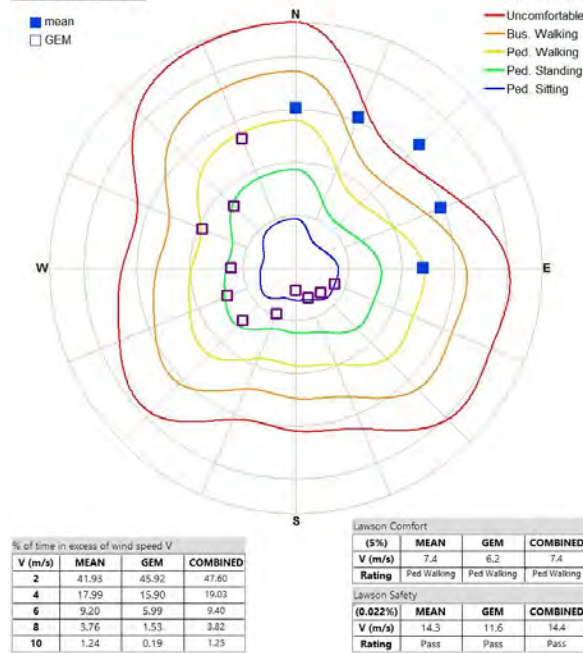 N
mean
GEM
Uncomfortable
Bus. Walking
Ped. Walking
Ped. Standing
Ped. Sitting
W
E
S
% of time in excess of wind speed V
V (m/s) MEAN GEM COMBINED
2 41.93 45.92 47.60
4 17.99 15.90 19.03
6 9.20 5.99 9.40
8 3.76 1.53 3.82
10 1.24 0.19 1.25
Lawson Comfort
(5%) MEAN GEM COMBINED
V (m/s) 7.4 6.2 7.4
Rating Ped Walking Ped Walking Ped Walking
Lawson Safety
(0.022%) MEAN GEM COMBINED
V (m/s) 14.3 11.6 14.4
Rating Pass Pass Pass